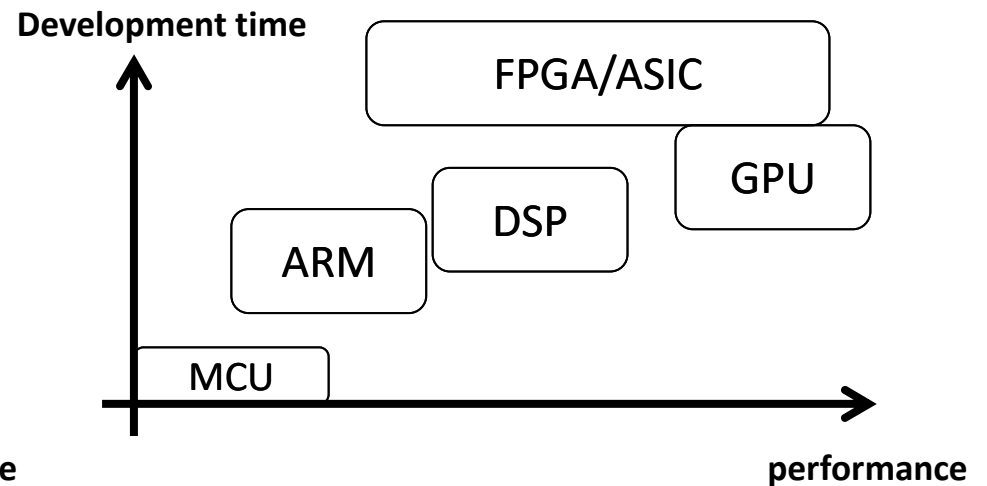 Development time
FPGA/ASIC
GPU
DSP
ARM
MCU
e
performance